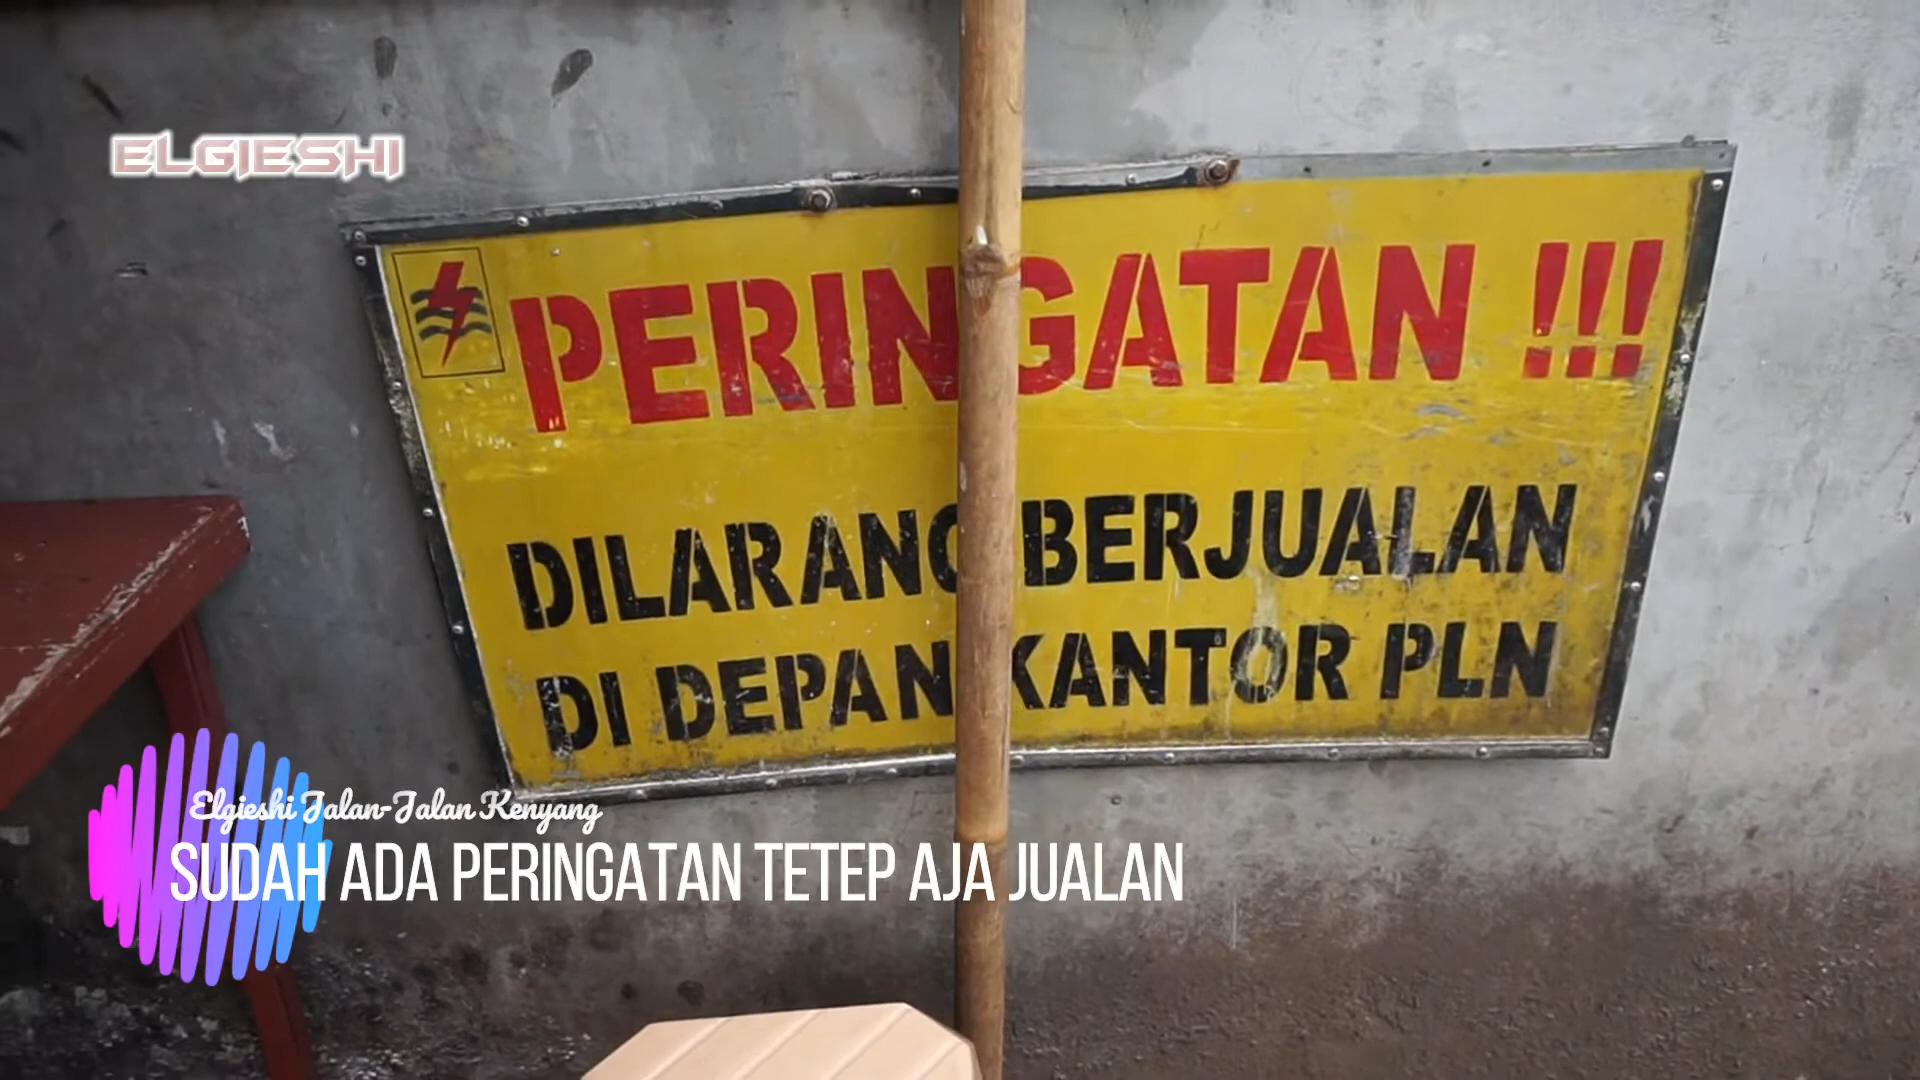 ELGIESHI
PERINGATAN !!!
DILARANG BERJUALAN
DI DEPAN KANTOR PLN
Elgieshi Jalan-Jalan Kenyang
SUDAH ADA PERINGATAN TETEP AJA JUALAN